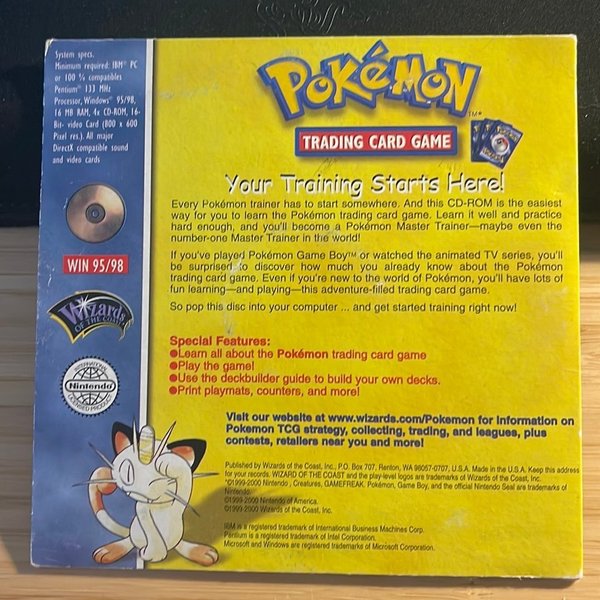 System specs.
Minimum required: IBM® PC
or 100 % compatibles
Pentium® 133 MHz
Processor, Windows® 95/98,
16 MB RAM, 4x CD-ROM, 16-
Bit- video Card (800 x 600
Pixel res.). All major
DirectX compatible sound
and video cards
WIN 95/98
Wizards
OF THE COAST
INTERNATIONAL
Nintendo
LICENSED PRODUCT
POKéMON™
TRADING CARD GAME
Your Training Starts Here!
Every Pokémon trainer has to start somewhere. And this CD-ROM is the easiest
way for you to learn the Pokémon trading card game. Learn it well and practice
hard enough, and you'll become a Pokémon Master Trainer—maybe even the
number-one Master Trainer in the world!
If you've played Pokémon Game Boy™ or watched the animated TV series, you'll
be surprised to discover how much you already know about the Pokémon
trading card game. Even if you're new to the world of Pokémon, you'll have lots of
fun learning—and playing—this adventure-filled trading card game.
So pop this disc into your computer ... and get started training right now!
Special Features:
●Learn all about the Pokémon trading card game
●Play the game!
●Use the deckbuilder guide to build your own decks.
●Print playmats, counters, and more!
Visit our website at www.wizards.com/Pokemon for information on
Pokemon TCG strategy, collecting, trading, and leagues, plus
contests, retailers near you and more!
Published by Wizards of the Coast, Inc., P.O. Box 707, Renton, WA 98057-0707, U.S.A. Made in the U.S.A. Keep this address
for your records. WIZARD OF THE COAST and the play-level logos are trademarks of Wizards of the Coast, Inc.
©1999-2000 Nintendo, Creatures, GAMEFREAK. Pokémon, Game Boy, and the official Nintendo Seal are trademarks of
Nintendo.
©1999-2000 Nintendo of America.
©1999-2000 Wizards of the Coast, Inc.
IBM is a registered trademark of International Business Machines Corp.
Pentium is a registered trademark of Intel Corporation.
Microsoft and Windows are registered trademarks of Microsoft Corporation.